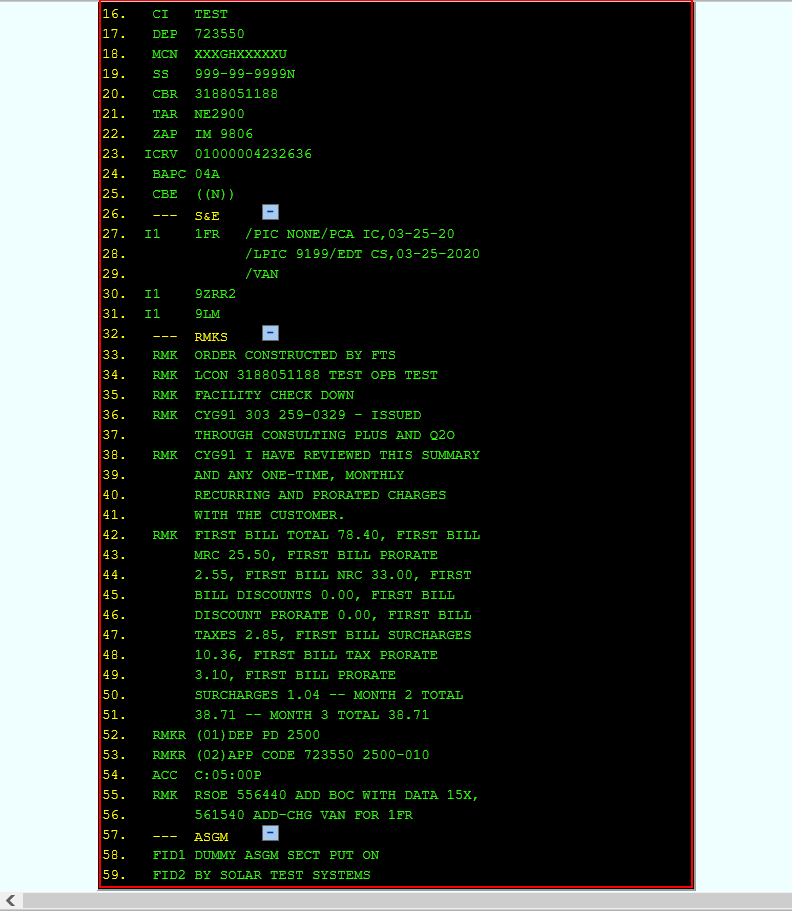 16. CI TEST
17. DEP 723550
18. MCN XXXGHXXXXXU
19. SS 999-99-9999N
20. CBR 3188051188
21. TAR NE2900
22. ZAP IM 9806
23. ICRV 01000004232636
24. BAPC 04A
25. CBE ((N))
26. --- S&E
27. I1 1FR /PIC NONE/PCA IC,03-25-20
28. /LPIC 9199/EDT CS,03-25-2020
29. /VAN
30. I1 9ZRR2
31. I1 9LM
32. --- RMKS
33. RMK ORDER CONSTRUCTED BY FTS
34. RMK LCON 3188051188 TEST OPB TEST
35. RMK FACILITY CHECK DOWN
36. RMK CYG91 303 259-0329 - ISSUED
37. THROUGH CONSULTING PLUS AND Q2O
38. RMK CYG91 I HAVE REVIEWED THIS SUMMARY
39. AND ANY ONE-TIME, MONTHLY
40. RECURRING AND PRORATED CHARGES
41. WITH THE CUSTOMER.
42. RMK FIRST BILL TOTAL 78.40, FIRST BILL
43. MRC 25.50, FIRST BILL PRORATE
44. 2.55, FIRST BILL NRC 33.00, FIRST
45. BILL DISCOUNTS 0.00, FIRST BILL
46. DISCOUNT PRORATE 0.00, FIRST BILL
47. TAXES 2.85, FIRST BILL SURCHARGES
48. 10.36, FIRST BILL TAX PRORATE
49. 3.10, FIRST BILL PRORATE
50. SURCHARGES 1.04 -- MONTH 2 TOTAL
51. 38.71 -- MONTH 3 TOTAL 38.71
52. RMKR (01)DEP PD 2500
53. RMKR (02)APP CODE 723550 2500-010
54. ACC C:05:00P
55. RMK RSOE 556440 ADD BOC WITH DATA 15X,
56. 561540 ADD-CHG VAN FOR 1FR
57. --- ASGM
58. FID1 DUMMY ASGM SECT PUT ON
59. FID2 BY SOLAR TEST SYSTEMS